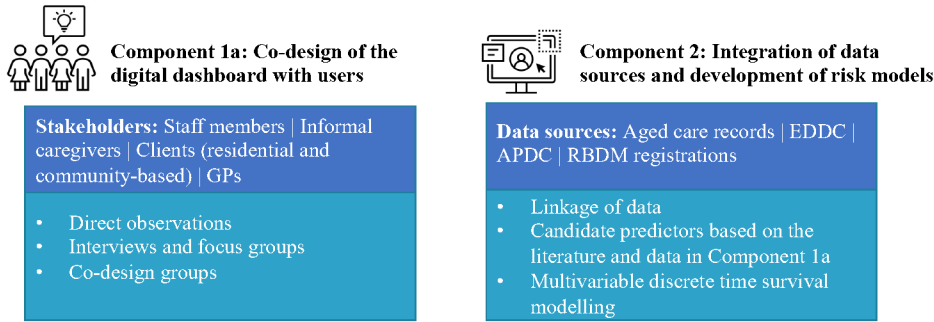 Component 1a: Co-design of the
digital dashboard with users
Stakeholders: Staff members | Informal
caregivers | Clients (residential and
community-based) | GPs
• Direct observations
• Interviews and focus groups
• Co-design groups
Component 2: Integration of data
sources and development of risk models
Data sources: Aged care records | EDDC |
APDC | RBDM registrations
• Linkage of data
• Candidate predictors based on the
literature and data in Component 1a
• Multivariable discrete time survival
modelling